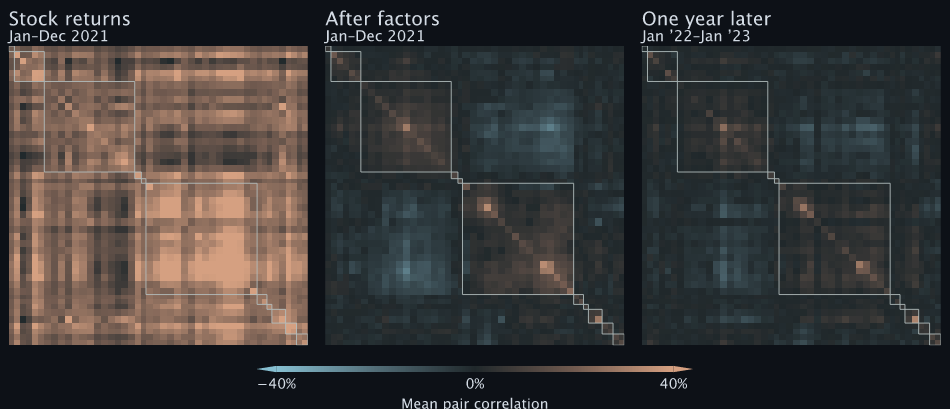 Stock returns
Jan–Dec 2021
After factors
Jan–Dec 2021
One year later
Jan ’22–Jan ’23
−40%
0%
40%
Mean pair correlation